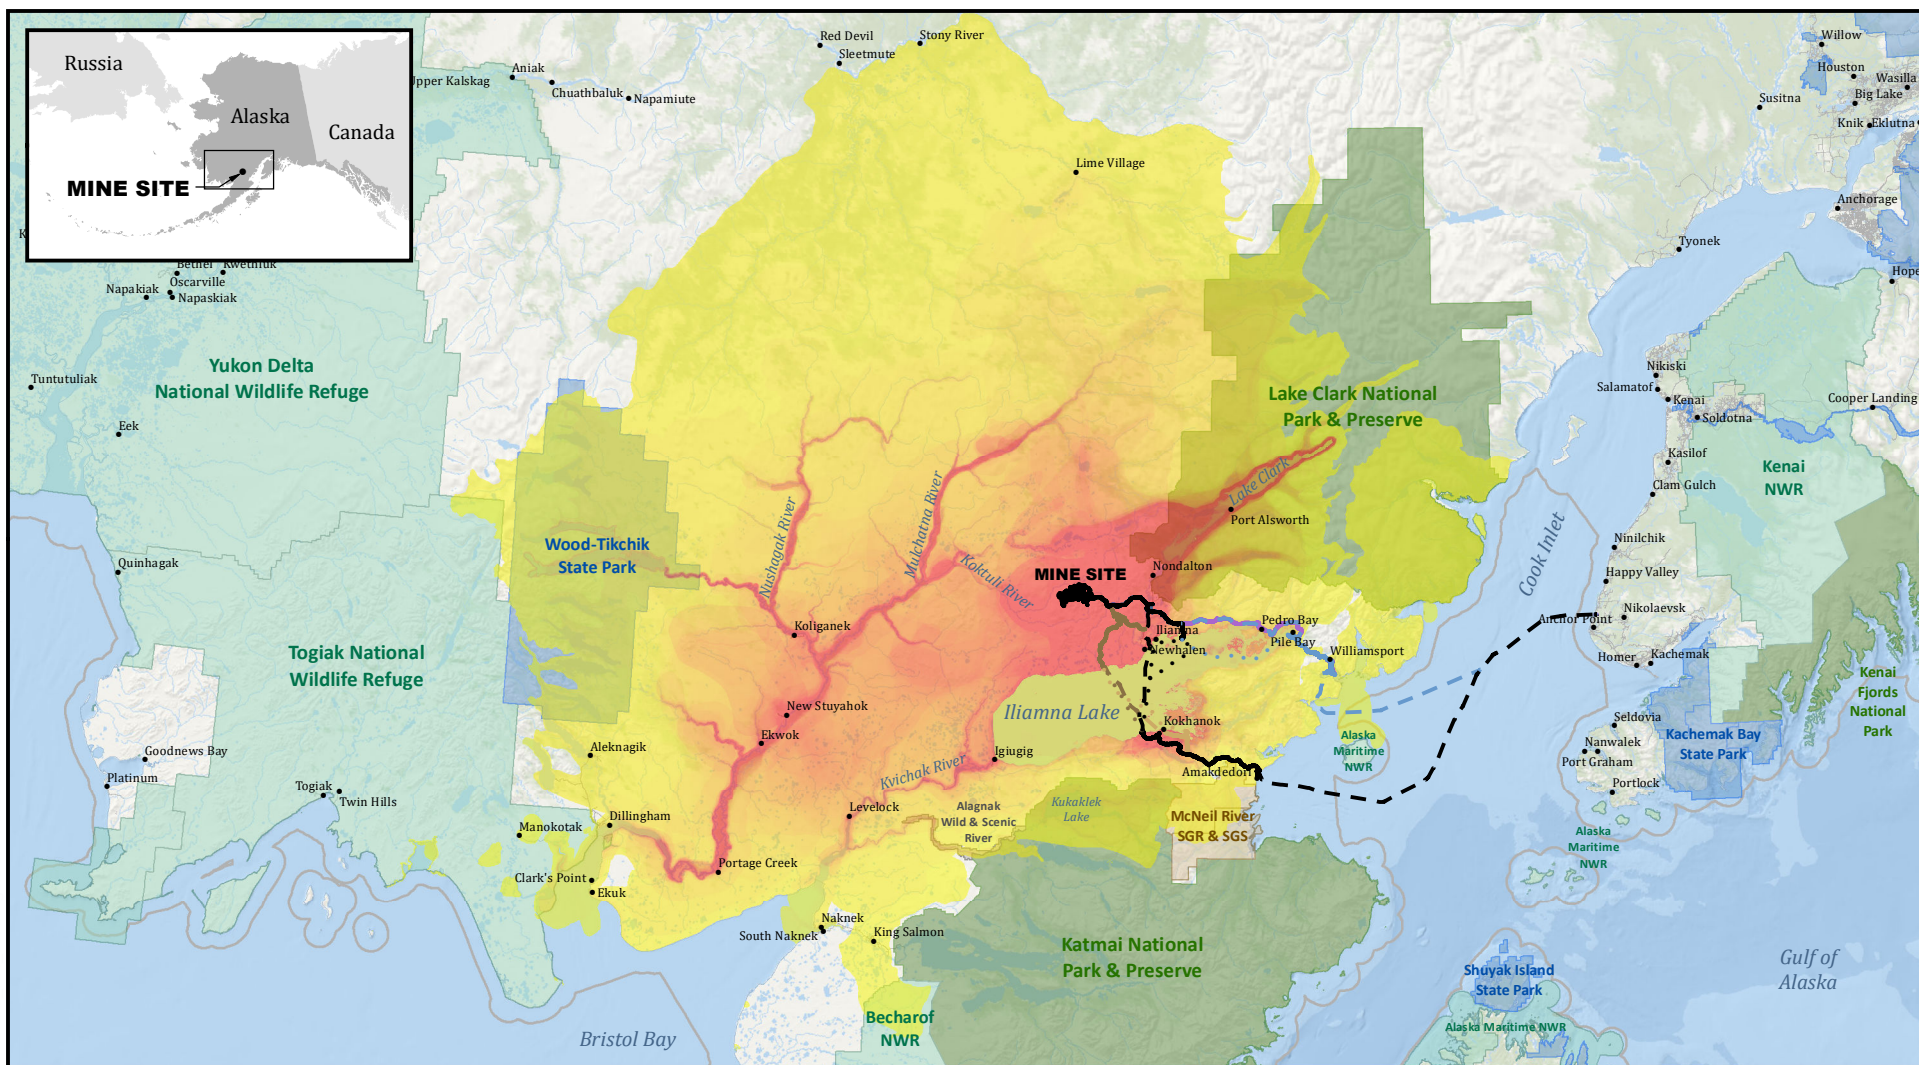 Russia
Alaska
Canada
MINE SITE
Red Devil
Stony River
Sleetmute
Upper Kalskag
Aniak
Chuathbaluk
Napamiute
Lime Village
Willow
Houston
Wasilla
Big Lake
Susitna
Knik
Eklutna
Anchorage
Tyonek
Hope
Bethel
Kwethluk
Napakiak
Oscarville
Napaskiak
Tuntutuliak
Eek
Yukon Delta
National Wildlife Refuge
Lake Clark National
Park & Preserve
Nikiski
Salamatof
Kenai
Soldotna
Cooper Landing
Kasilof
Clam Gulch
Kenai
NWR
Ninilchik
Happy Valley
Nikolaevsk
Anchor Point
Homer
Kachemak
Cook Inlet
Quinhagak
Wood-Tikchik
State Park
Nushagak River
Mulchatna River
Koktuli River
Lake Clark
Port Alsworth
Nondalton
MINE SITE
Iliamna
Newhalen
Pedro Bay
Pile Bay
Williamsport
Koliganek
Togiak National
Wildlife Refuge
New Stuyahok
Ekwok
Iliamna Lake
Kokhanok
Igiugig
Kvichak River
Amakdedori
Alaska
Maritime
NWR
Seldovia
Nanwalek
Port Graham
Portlock
Kachemak Bay
State Park
Kenai
Fjords
National
Park
Goodnews Bay
Platinum
Togiak
Twin Hills
Aleknagik
Dillingham
Manokotak
Clark's Point
Ekuk
Portage Creek
Levelock
Alagnak
Wild & Scenic
River
Kukaklek
Lake
McNeil River
SGR & SGS
Alaska
Maritime
NWR
Naknek
South Naknek
King Salmon
Katmai National
Park & Preserve
Becharof
NWR
Bristol Bay
Shuyak Island
State Park
Alaska Maritime NWR
Gulf of
Alaska